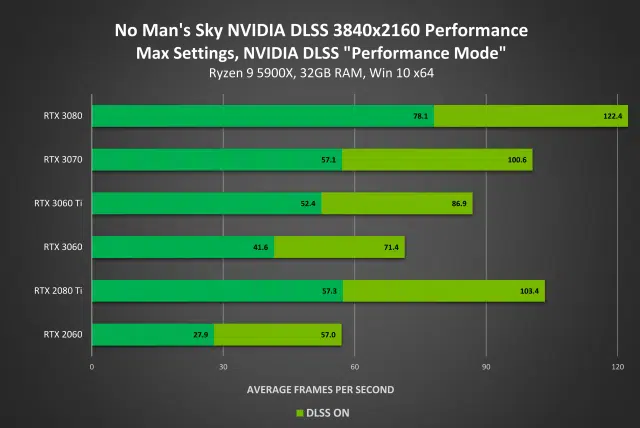 No Man's Sky NVIDIA DLSS 3840x2160 Performance
Max Settings, NVIDIA DLSS "Performance Mode"
Ryzen 9 5900X, 32GB RAM, Win 10 x64
RTX 3080 78.1 122.4
RTX 3070 57.1 100.6
RTX 3060 Ti 52.4 86.9
RTX 3060 41.6 71.4
RTX 2080 Ti 57.3 103.4
RTX 2060 27.9 57.0
0 30 60 90 120
AVERAGE FRAMES PER SECOND
DLSS ON